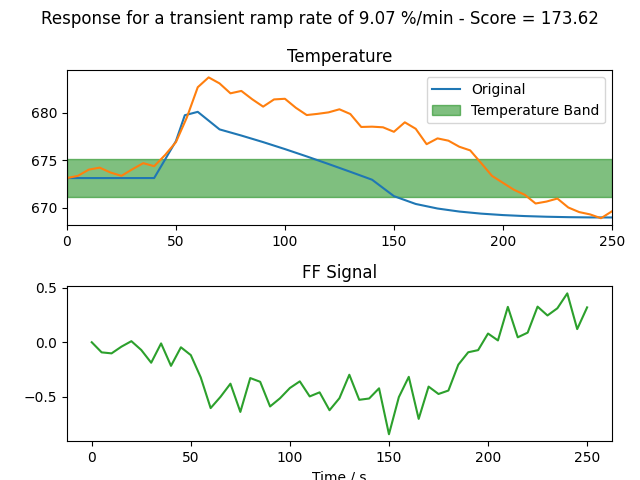 Response for a transient ramp rate of 9.07 %/min - Score = 173.62
Temperature
Original
Temperature Band
680
675
670
0 50 100 150 200 250
FF Signal
0.5
0.0
−0.5
0 50 100 150 200 250
Time / s